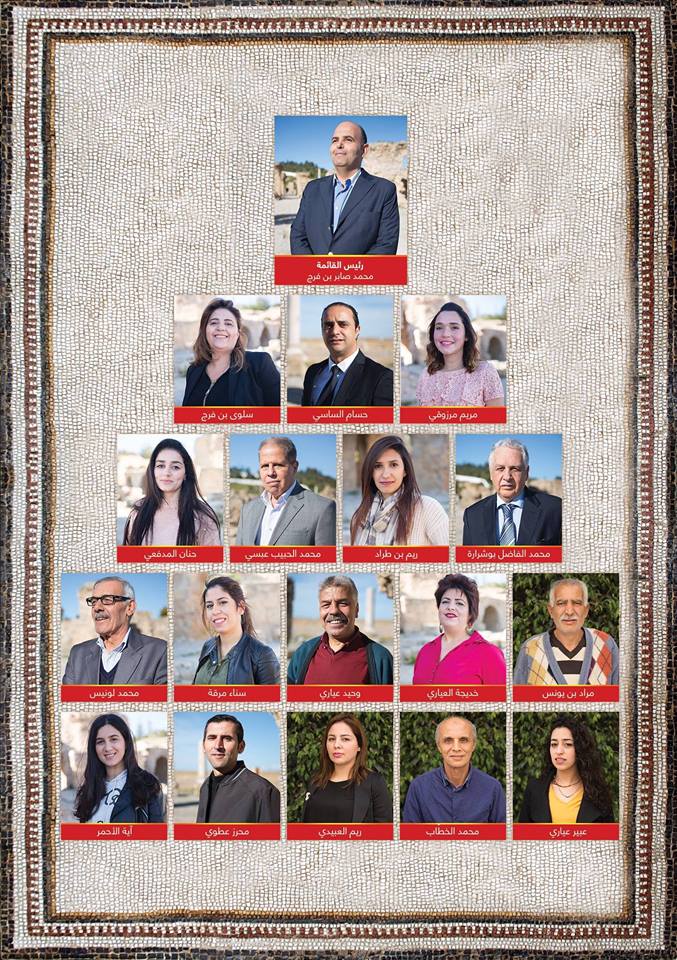 رئيس القائمة
محمد صابر بن فرج
مريم مرزوقي
حسام الساسي
سلوى بن فرج
محمد الفاضل بوشرارة
ريم بن طراد
محمد الحبيب عبسي
حنان المدفعي
مراد بن يونس
خديجة العياري
وحيد عياري
سناء مرقة
محمد لونيس
عبير عياري
محمد الخطاب
ريم العبيدي
محرز عطوي
آية الأحمر